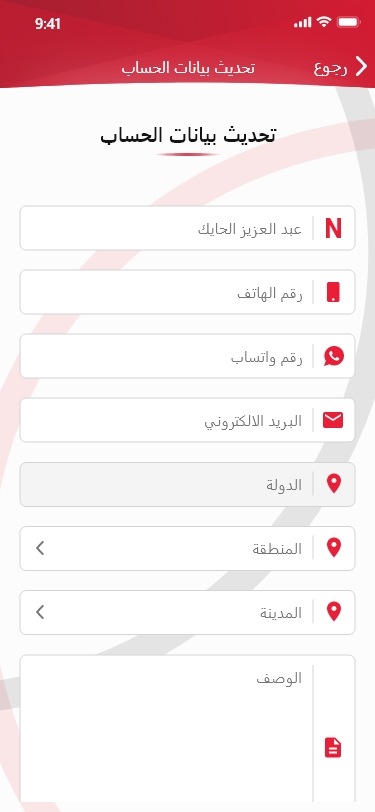 9:41
رجوع
تحديث بيانات الحساب
تحديث بيانات الحساب
N
عبد العزيز الحايك
رقم الهاتف
رقم واتساب
البريد الالكتروني
الدولة
المنطقة
المدينة
الوصف